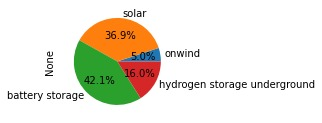 solar
36.9%
onwind
5.0%
None
42.1%
16.0%
hydrogen storage underground
battery storage